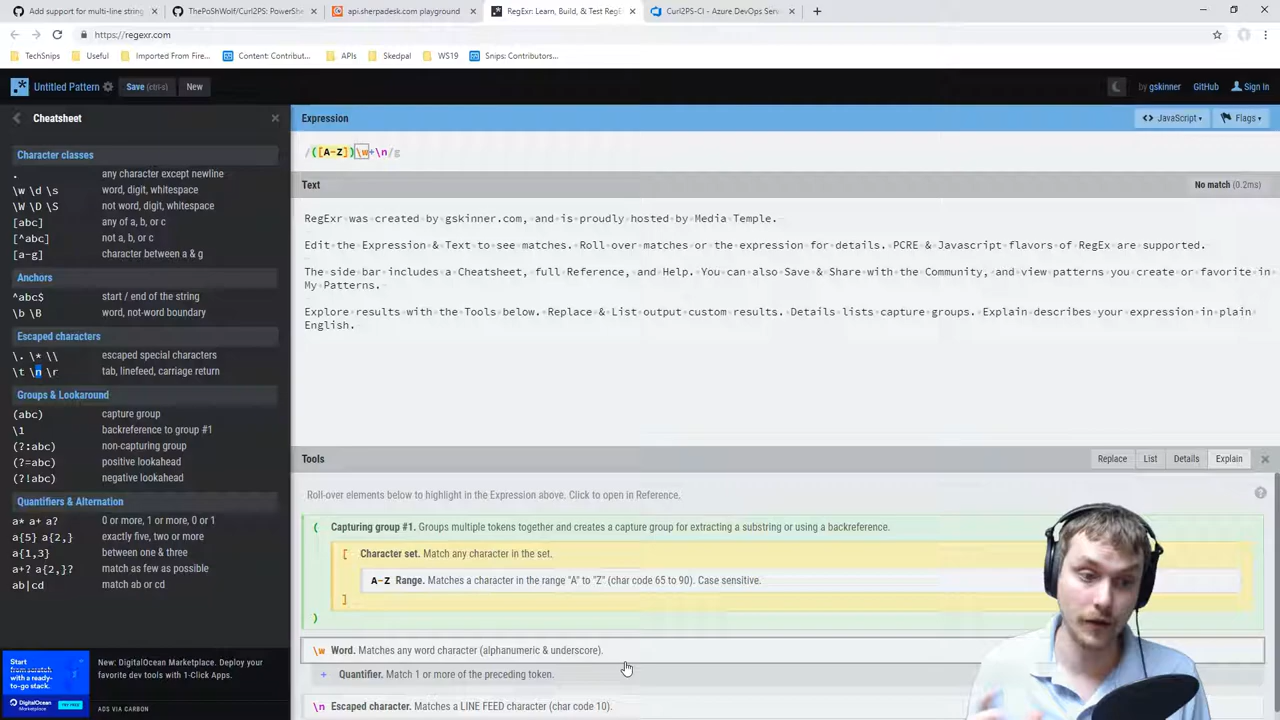 Add support for multi-line string
ThePoShWolf/Curl2PS: PowerShe
api.sherpadesk.com playground
RegExr: Learn, Build, & Test RegE
Curl2PS-CI - Azure DevOps Servi
https://regexr.com
TechSnips
Useful
Imported From Fire...
Content: Contribut...
APIs
Skedpal
WS19
Snips: Contributors...
Untitled Pattern
Save (ctrl-s)
New
by gskinner
GitHub
Sign In
Cheatsheet
Expression
JavaScript
Flags
Character classes
/([A-Z])\w+\n/g
. any character except newline
\w \d \s word, digit, whitespace
\W \D \S not word, digit, whitespace
[abc] any of a, b, or c
[^abc] not a, b, or c
[a-g] character between a & g
Anchors
^abc$ start / end of the string
\b \B word, not-word boundary
Escaped characters
\. \* \\ escaped special characters
\t \n \r tab, linefeed, carriage return
Groups & Lookaround
(abc) capture group
\1 backreference to group #1
(?:abc) non-capturing group
(?=abc) positive lookahead
(?!abc) negative lookahead
Quantifiers & Alternation
a* a+ a? 0 or more, 1 or more, 0 or 1
a{5} a{2,} exactly five, two or more
a{1,3} between one & three
a+? a{2,}? match as few as possible
ab|cd match ab or cd
Text
No match (0.2ms)
RegExr was created by gskinner.com, and is proudly hosted by Media Temple.
Edit the Expression & Text to see matches. Roll over matches or the expression for details. PCRE & Javascript flavors of RegEx are supported.
The side bar includes a Cheatsheet, full Reference, and Help. You can also Save & Share with the Community, and view patterns you create or favorite in
My Patterns.
Explore results with the Tools below. Replace & List output custom results. Details lists capture groups. Explain describes your expression in plain
English.
Tools
Replace
List
Details
Explain
Roll-over elements below to highlight in the Expression above. Click to open in Reference.
( Capturing group #1. Groups multiple tokens together and creates a capture group for extracting a substring or using a backreference.
[ Character set. Match any character in the set.
A-Z Range. Matches a character in the range "A" to "Z" (char code 65 to 90). Case sensitive.
]
)
\w Word. Matches any word character (alphanumeric & underscore).
+ Quantifier. Match 1 or more of the preceding token.
\n Escaped character. Matches a LINE FEED character (char code 10).
Start
from scratch
with a ready-
to-go stack.
DigitalOcean
Marketplace
TRY FREE
New: DigitalOcean Marketplace. Deploy your
favorite dev tools with 1-Click Apps.
ADS VIA CARBON